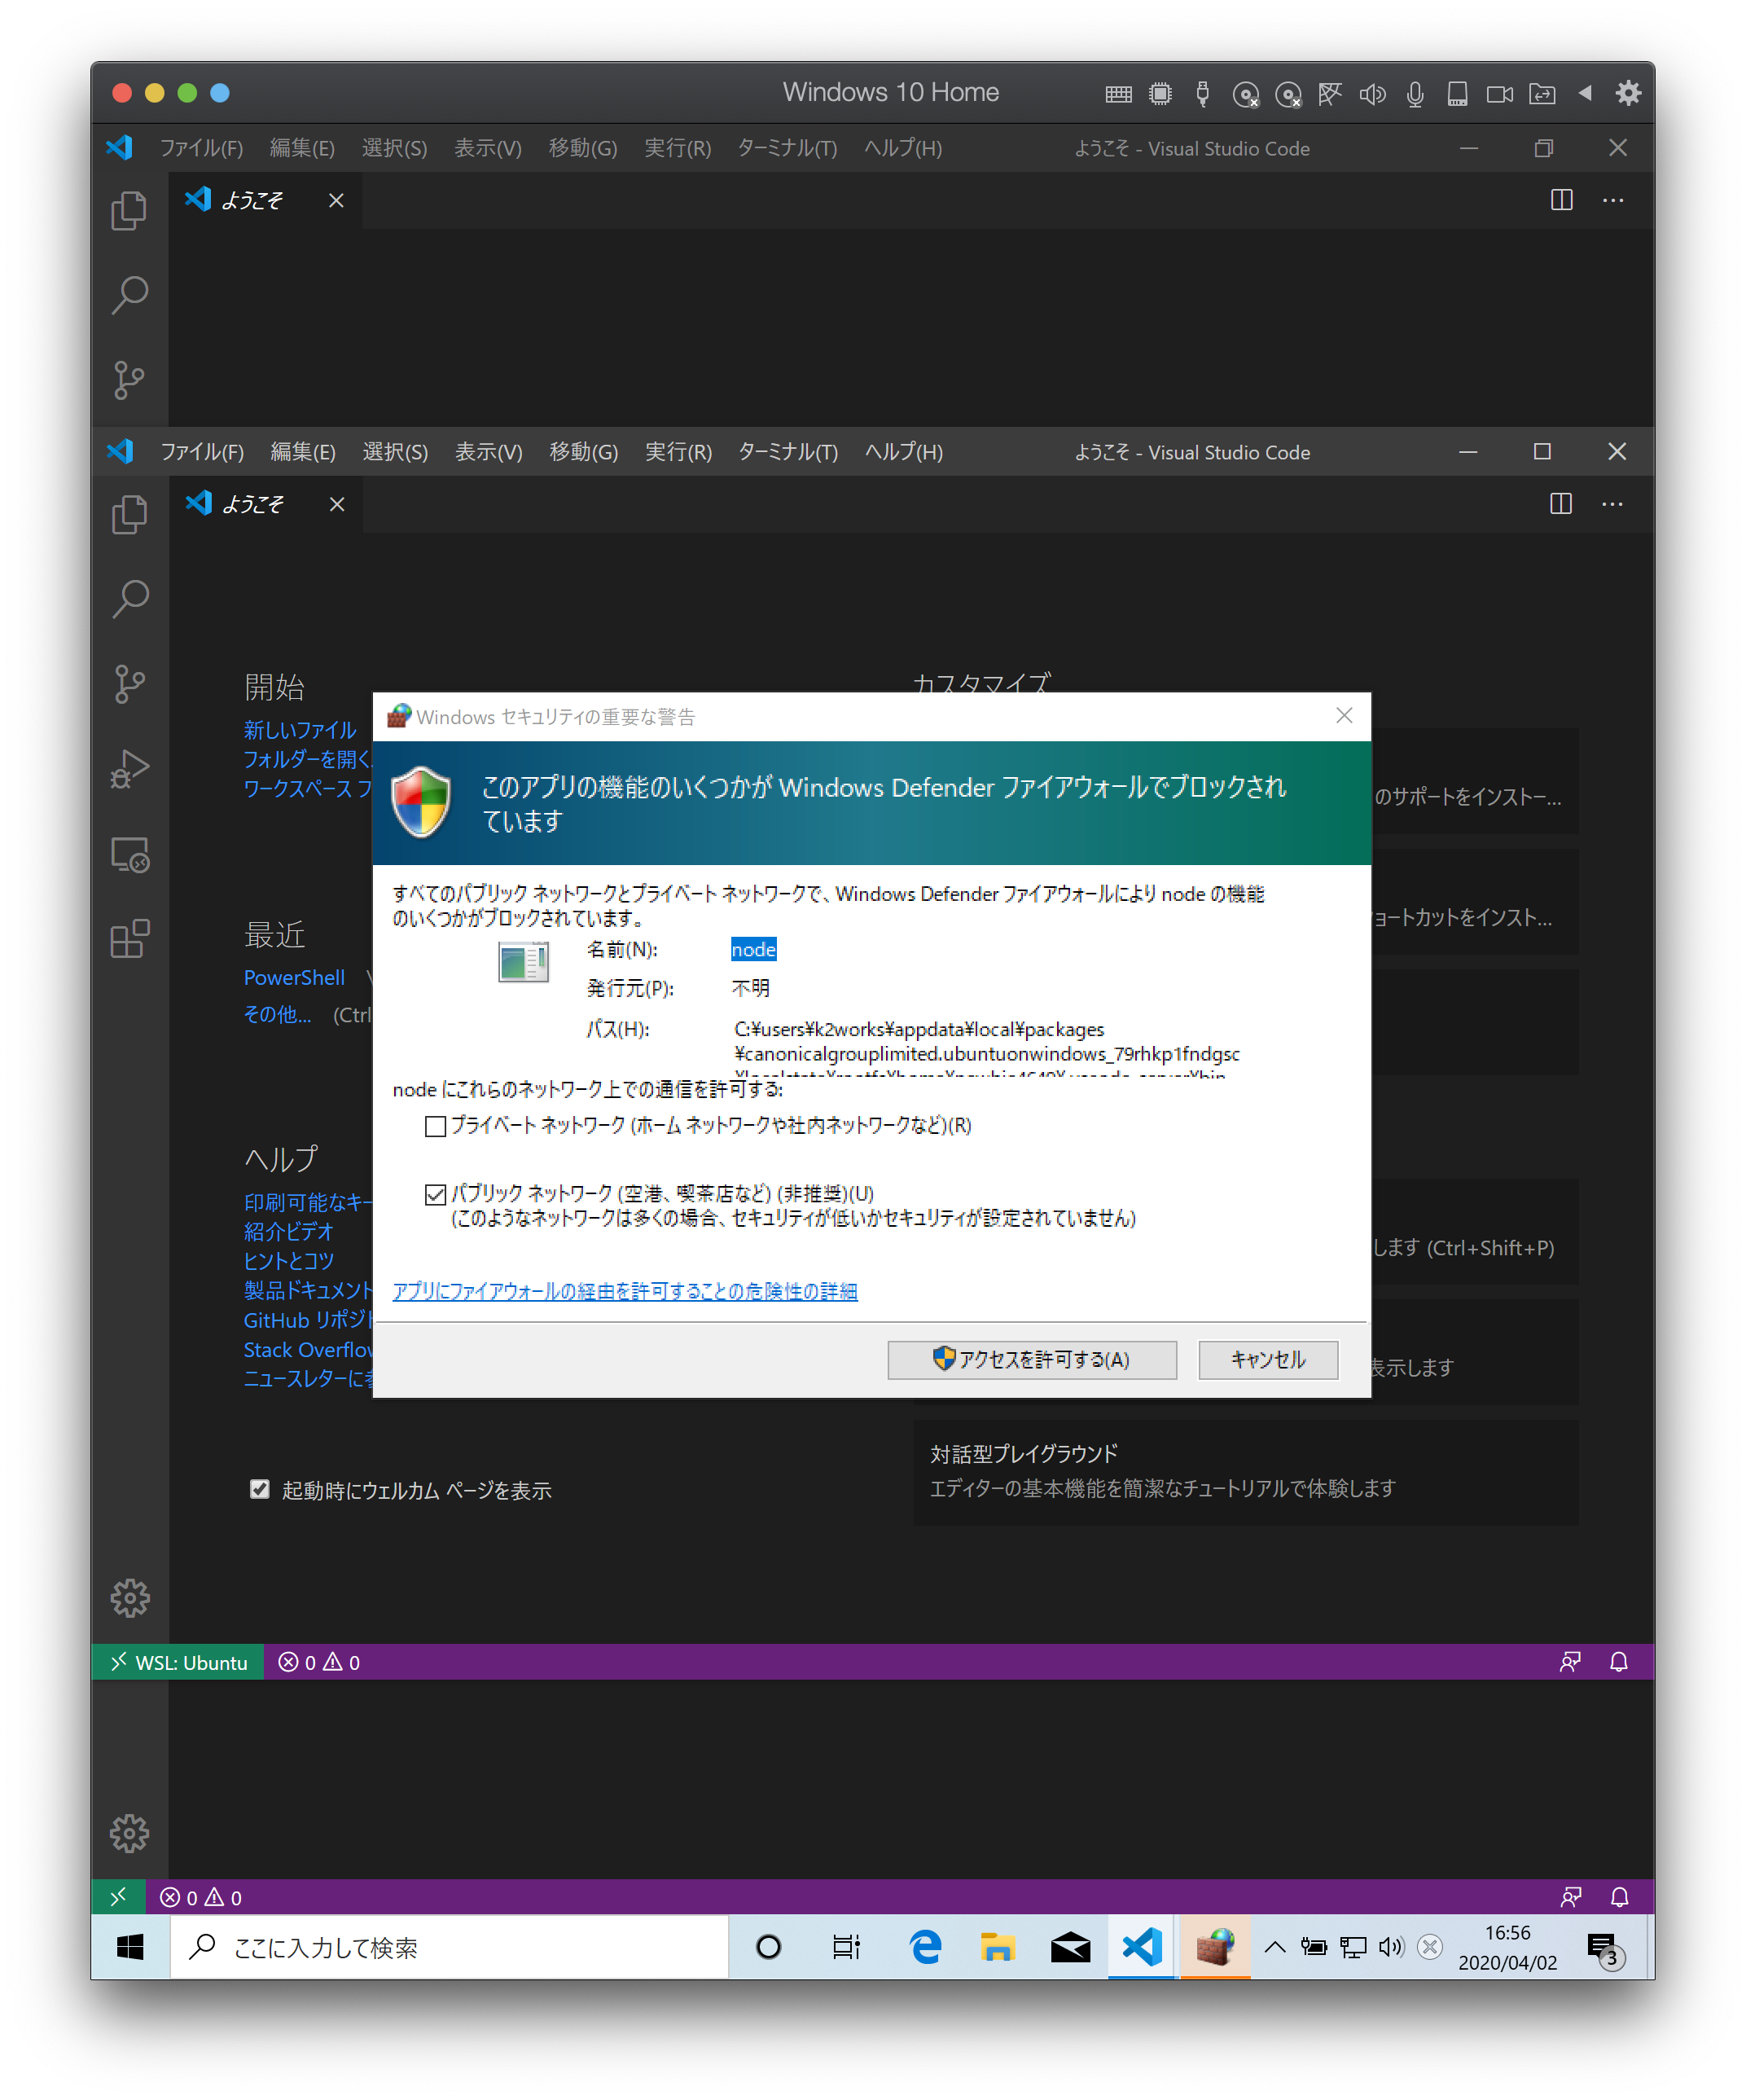 Windows 10 Home
ファイル(F) 編集(E) 選択(S) 表示(V) 移動(G) 実行(R) ターミナル(T) ヘルプ(H) ようこそ - Visual Studio Code
ようこそ
ファイル(F) 編集(E) 選択(S) 表示(V) 移動(G) 実行(R) ターミナル(T) ヘルプ(H) ようこそ - Visual Studio Code
ようこそ
開始
新しいファイル
フォルダーを開く
ワークスペース フ
最近
PowerShell
その他... (Ctrl
ヘルプ
印刷可能なキー
紹介ビデオ
ヒントとコツ
製品ドキュメント
GitHub リポジ
Stack Overflow
ニュースレターに
起動時にウェルカム ページを表示
カスタマイズ
のサポートをインストー...
ョートカットをインスト...
します (Ctrl+Shift+P)
表示します
対話型プレイグラウンド
エディターの基本機能を簡潔なチュートリアルで体験します
Windows セキュリティの重要な警告
このアプリの機能のいくつかが Windows Defender ファイアウォールでブロックされ
ています
すべてのパブリック ネットワークとプライベート ネットワークで、Windows Defender ファイアウォールにより node の機能
のいくつかがブロックされています。
名前(N): node
発行元(P): 不明
パス(H): C:¥users¥k2works¥appdata¥local¥packages
¥canonicalgrouplimited.ubuntuonwindows_79rhkp1fndgsc
node にこれらのネットワーク上での通信を許可する:
プライベート ネットワーク (ホーム ネットワークや社内ネットワークなど)(R)
パブリック ネットワーク (空港、喫茶店など) (非推奨)(U)
(このようなネットワークは多くの場合、セキュリティが低いかセキュリティが設定されていません)
アプリにファイアウォールの経由を許可することの危険性の詳細
アクセスを許可する(A) キャンセル
WSL: Ubuntu 0 0
0 0
ここに入力して検索
16:56
2020/04/02
3